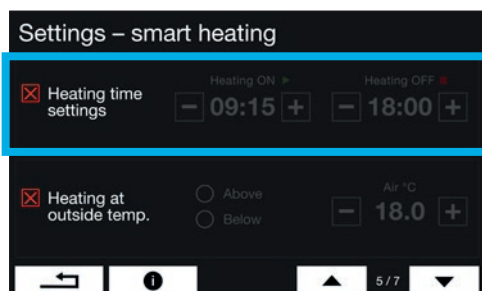 Settings – smart heating
Heating ON Heating OFF
Heating time
settings
− 09:15 + − 18:00 +
Heating at
outside temp.
Above
Below
Air °C
− 18.0 +
5/7